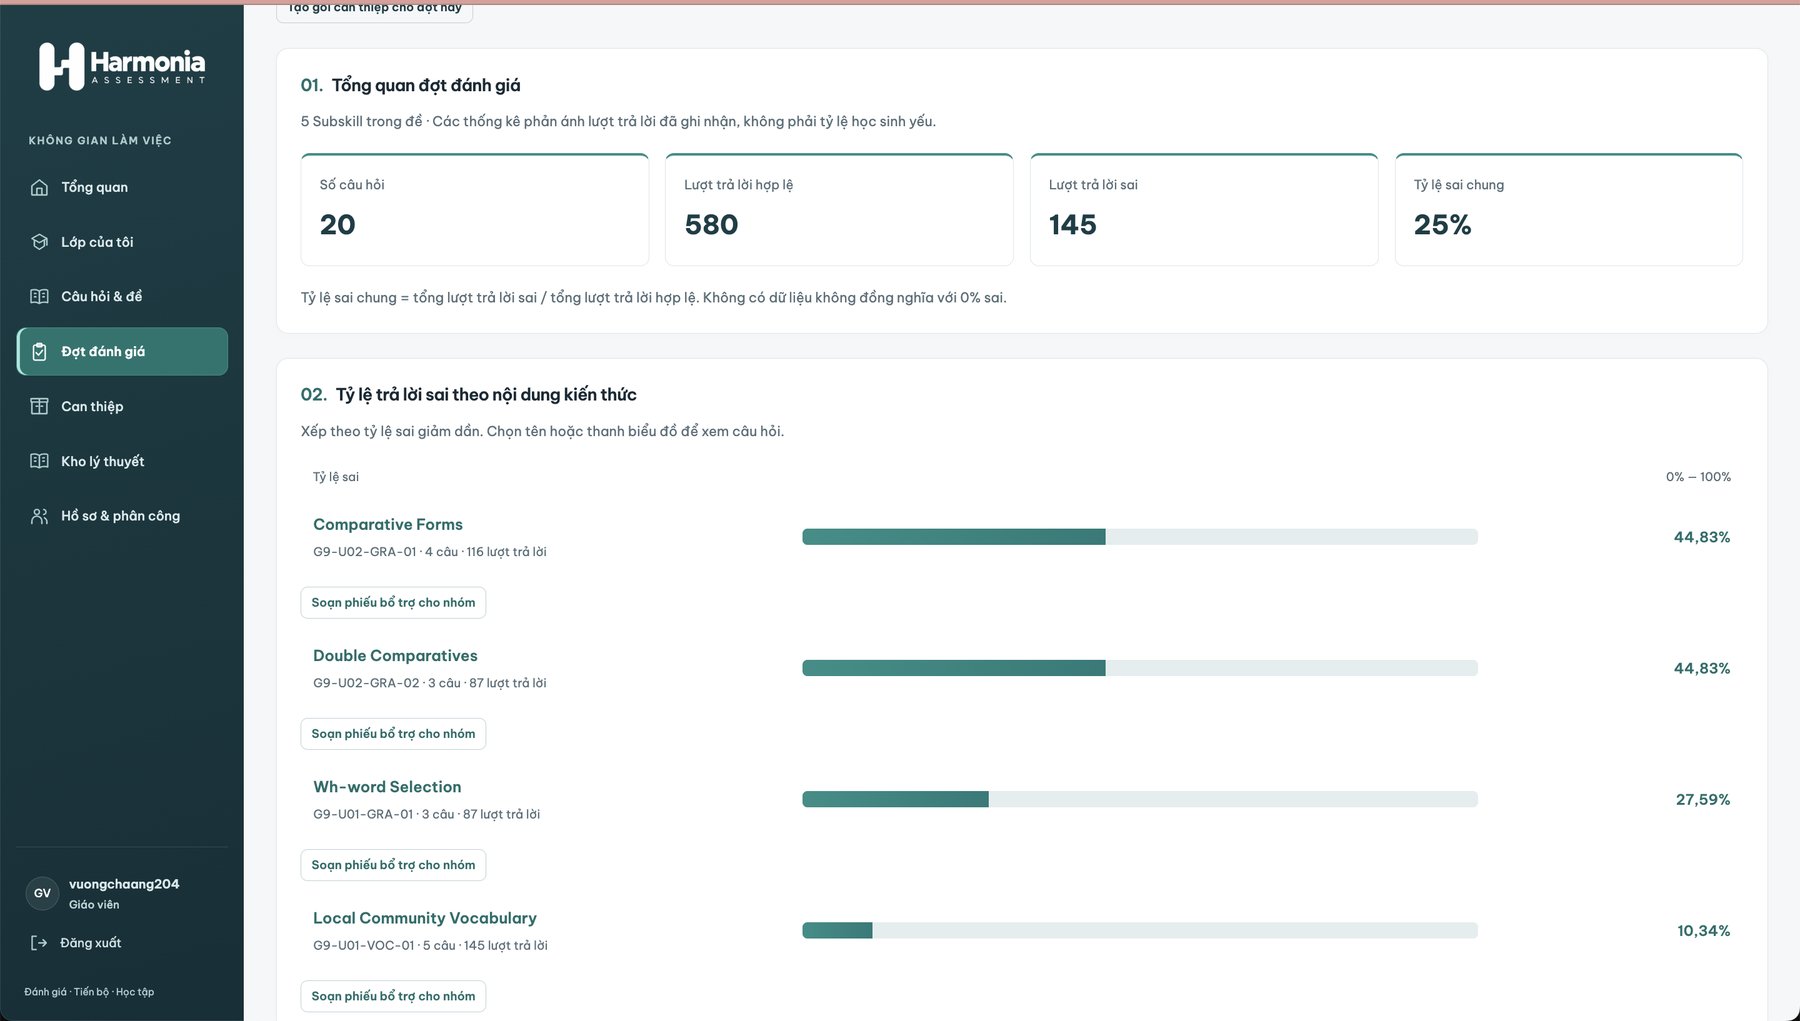 Harmonia
ASSESSMENT
KHÔNG GIAN LÀM VIỆC
Tổng quan
Lớp của tôi
Câu hỏi & đề
Đợt đánh giá
Can thiệp
Kho lý thuyết
Hồ sơ & phân công
GV
vuongchaang204
Giáo viên
Đăng xuất
Đánh giá · Tiến bộ · Học tập
Tạo gói can thiệp cho đợt này
01. Tổng quan đợt đánh giá
5 Subskill trong đề · Các thống kê phản ánh lượt trả lời đã ghi nhận, không phải tỷ lệ học sinh yếu.
Số câu hỏi
20
Lượt trả lời hợp lệ
580
Lượt trả lời sai
145
Tỷ lệ sai chung
25%
Tỷ lệ sai chung = tổng lượt trả lời sai / tổng lượt trả lời hợp lệ. Không có dữ liệu không đồng nghĩa với 0% sai.
02. Tỷ lệ trả lời sai theo nội dung kiến thức
Xếp theo tỷ lệ sai giảm dần. Chọn tên hoặc thanh biểu đồ để xem câu hỏi.
Tỷ lệ sai
0% — 100%
Comparative Forms
G9-U02-GRA-01 · 4 câu · 116 lượt trả lời
44,83%
Soạn phiếu bổ trợ cho nhóm
Double Comparatives
G9-U02-GRA-02 · 3 câu · 87 lượt trả lời
44,83%
Soạn phiếu bổ trợ cho nhóm
Wh-word Selection
G9-U01-GRA-01 · 3 câu · 87 lượt trả lời
27,59%
Soạn phiếu bổ trợ cho nhóm
Local Community Vocabulary
G9-U01-VOC-01 · 5 câu · 145 lượt trả lời
10,34%
Soạn phiếu bổ trợ cho nhóm